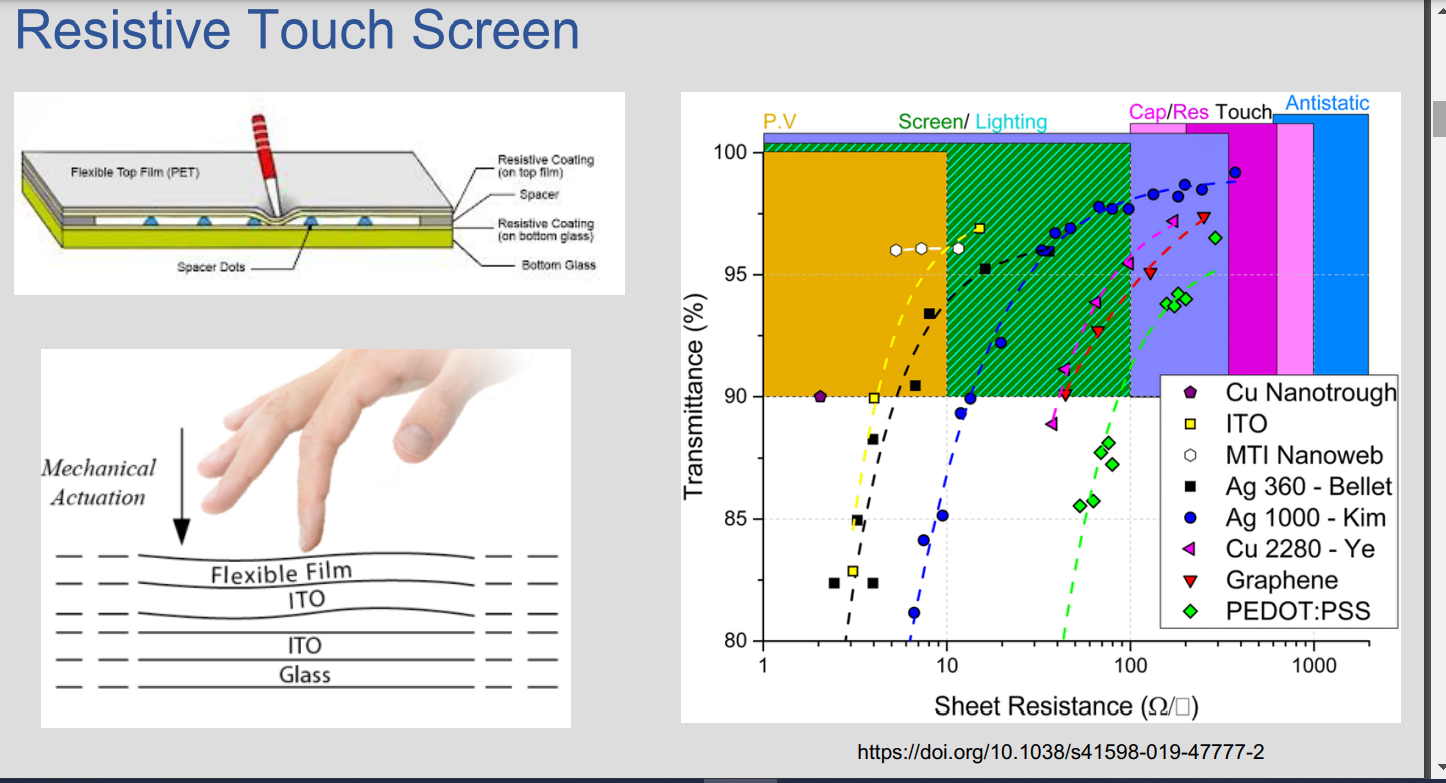 Resistive Touch Screen
Flexible Top Film (PET)
Resistive Coating
(on top film)
Spacer
Resistive Coating
(on bottom glass)
Bottom Glass
Spacer Dots
Mechanical
Actuation
Flexible Film
ITO
ITO
Glass
P.V
Screen/ Lighting
Cap/Res Touch
Antistatic
Transmittance (%)
100
95
90
85
80
1
10
100
1000
Sheet Resistance (Ω/□)
Cu Nanotrough
ITO
MTI Nanoweb
Ag 360 - Bellet
Ag 1000 - Kim
Cu 2280 - Ye
Graphene
PEDOT:PSS
https://doi.org/10.1038/s41598-019-47777-2